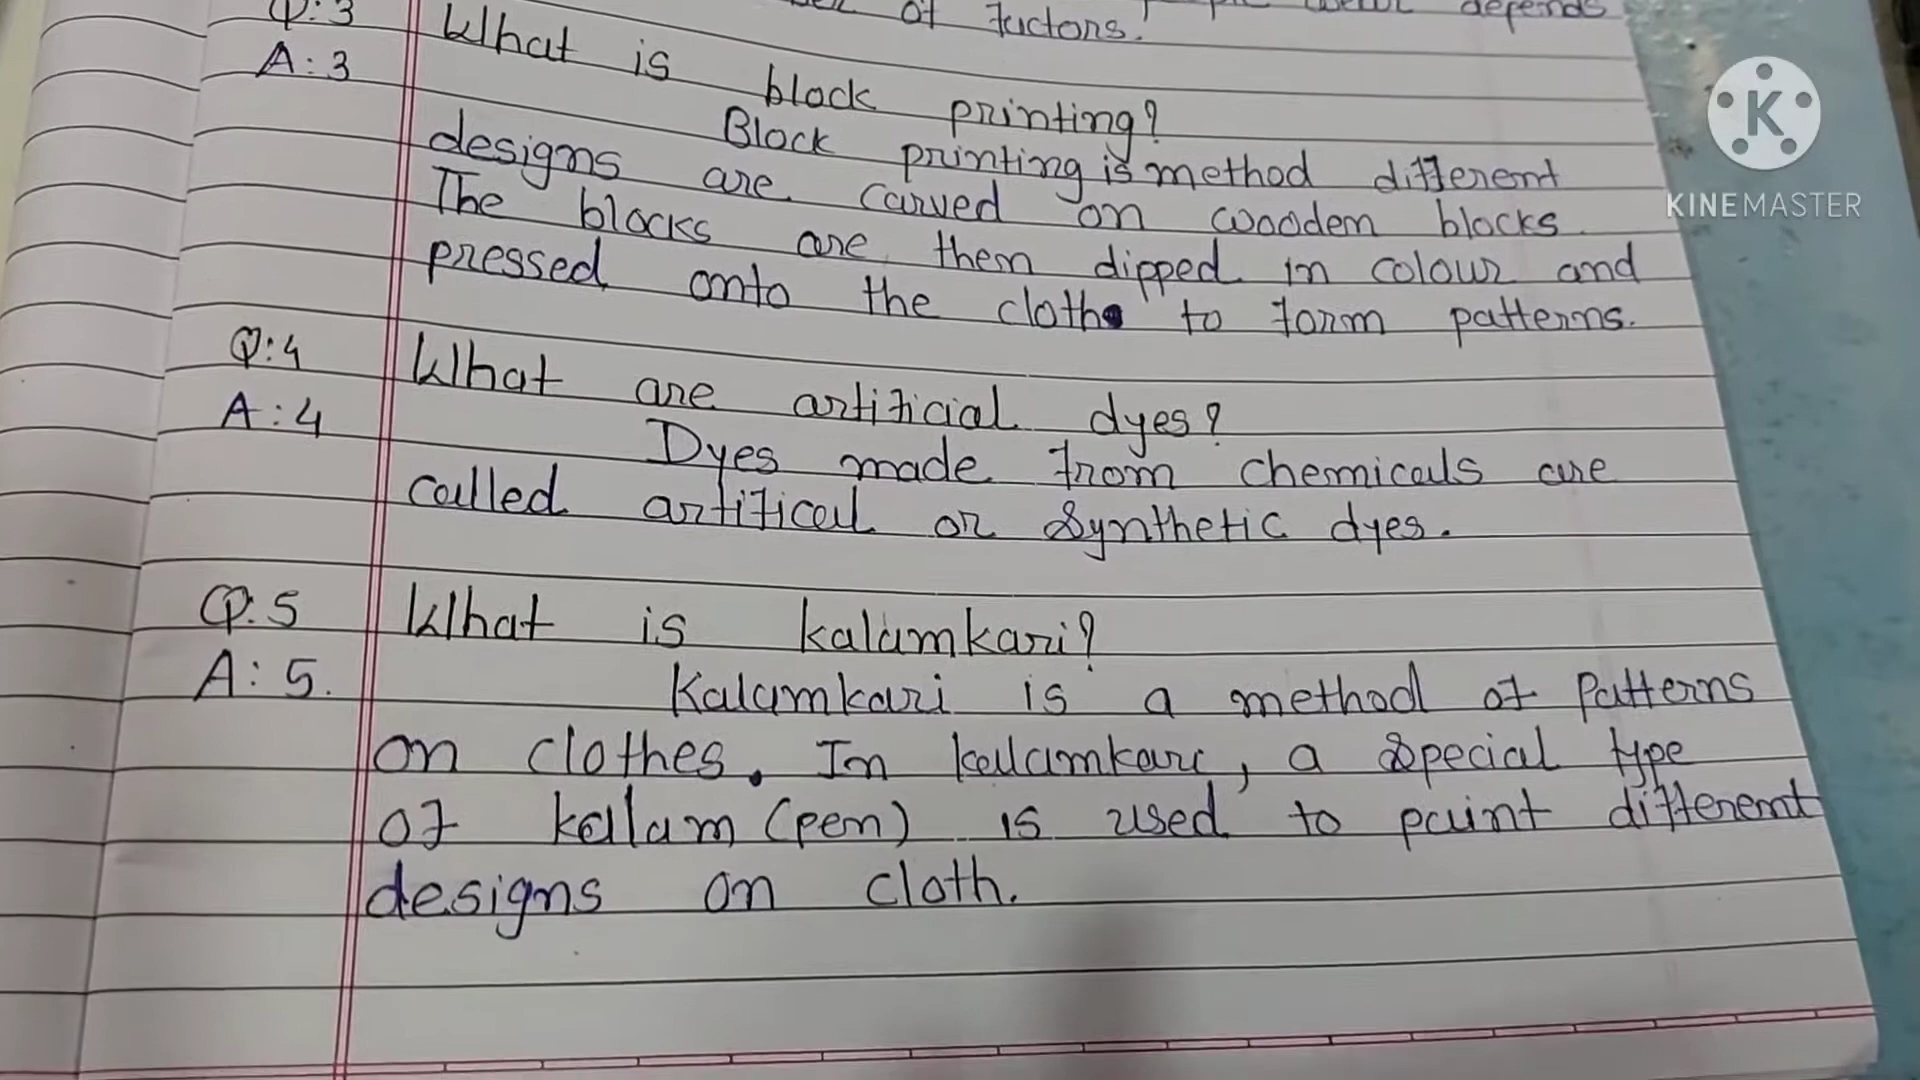 of factors. depends
Q:3 What is block printing?
A:3 Block printing is method different
designs are carved on wooden blocks.
The blocks are then dipped in colour and
pressed onto the cloth to form patterns.
Q:4 What are artificial dyes?
A:4 Dyes made from chemicals are
called artifical or synthetic dyes.
Q:5 What is kalamkari?
A:5. Kalamkari is a method of Patterns
on clothes. In kalamkari, a special type
of kallam (pen) is used to paint different
designs on cloth.
K
KINEMASTER